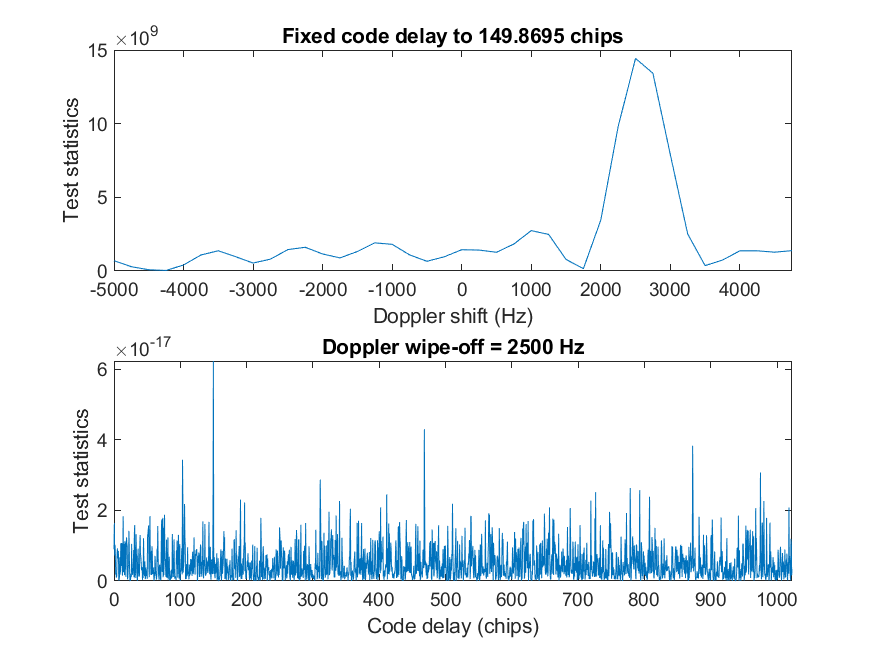 Fixed code delay to 149.8695 chips
×10^9
15
10
5
0
Test statistics
-5000 -4000 -3000 -2000 -1000 0 1000 2000 3000 4000
Doppler shift (Hz)
Doppler wipe-off = 2500 Hz
×10^-17
6
4
2
0
Test statistics
0 100 200 300 400 500 600 700 800 900 1000
Code delay (chips)